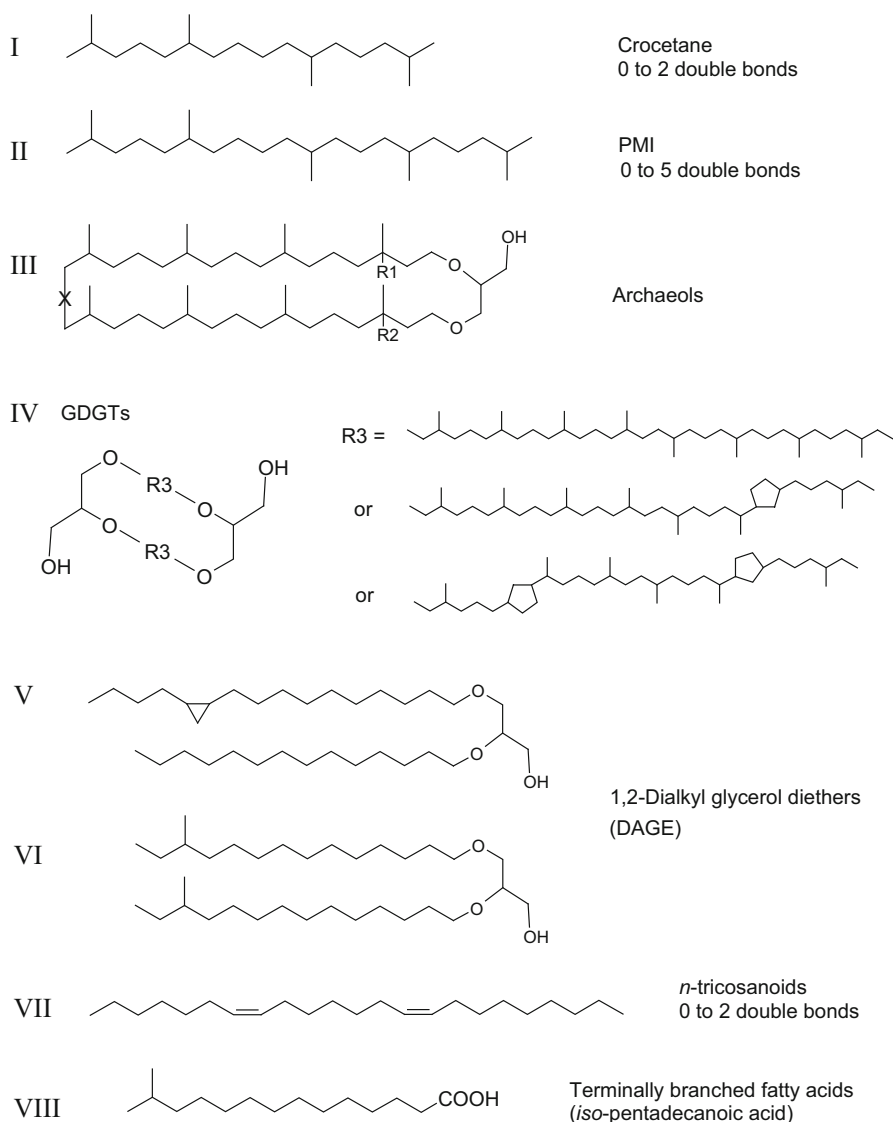 I
Crocetane
0 to 2 double bonds
II
PMI
0 to 5 double bonds
III
R1
O
OH
X
R2
O
Archaeols
IV GDGTs
O
R3
O
OH
O
R3
O
OH
R3 =
or
or
V
O
O
OH
1,2-Dialkyl glycerol diethers
(DAGE)
VI
O
O
OH
VII
n-tricosanoids
0 to 2 double bonds
VIII
COOH
Terminally branched fatty acids
(iso-pentadecanoic acid)